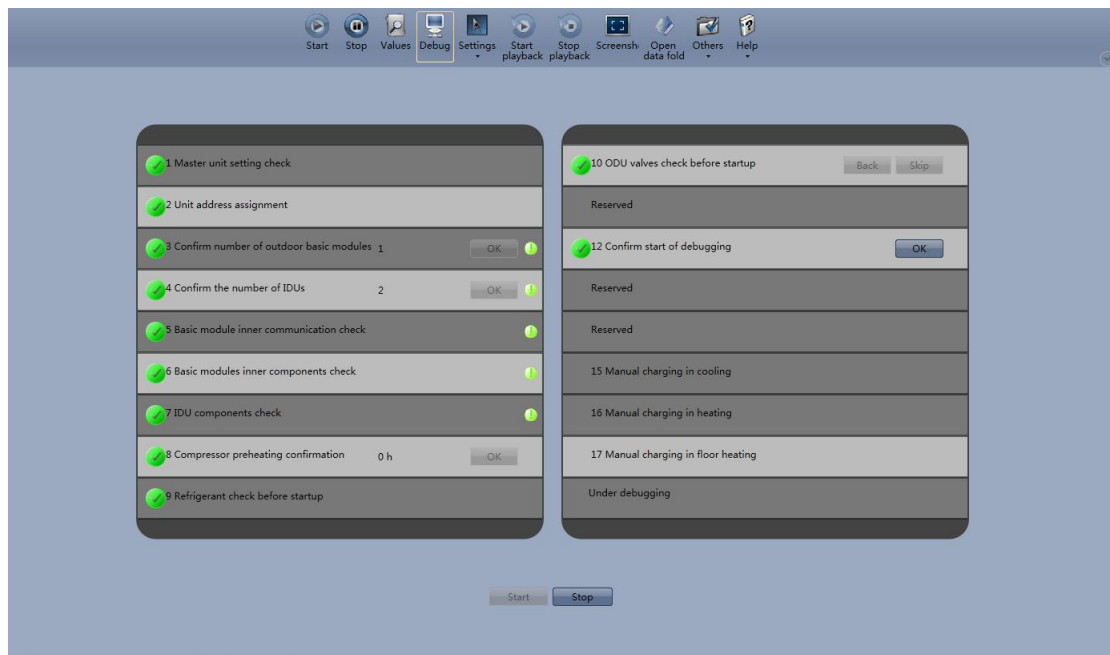 Start Stop Values Debug Settings Start playback Stop playback Screensh Open data fold Others Help
1 Master unit setting check
2 Unit address assignment
3 Confirm number of outdoor basic modules 1 OK
4 Confirm the number of IDUs 2 OK
5 Basic module inner communication check
6 Basic modules inner components check
7 IDU components check
8 Compressor preheating confirmation 0 h OK
9 Refrigerant check before startup
10 ODU valves check before startup Back Skip
Reserved
12 Confirm start of debugging OK
Reserved
Reserved
15 Manual charging in cooling
16 Manual charging in heating
17 Manual charging in floor heating
Under debugging
Start Stop